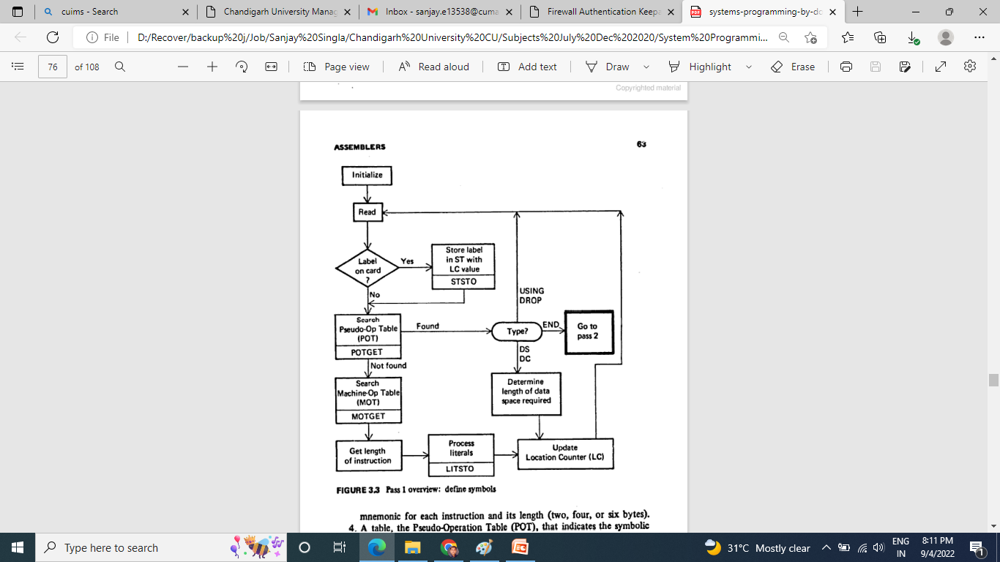 cuims - Search
Chandigarh University Manag
Inbox - sanjay.e13538@cuma
Firewall Authentication Keepa
PDF
systems-programming-by-do
File
D:/Recover/backup%20j/Job/Sanjay%20Singla/Chandigarh%20University%20CU/Subjects%20July%20Dec%202020/System%20Programmi...
76
of 108
Page view
Read aloud
Add text
Draw
Highlight
Erase
Copyrighted material
ASSEMBLERS
63
Initialize
Read
Label
on card
?
Yes
Store label
in ST with
LC value
STSTO
No
USING
DROP
Search
Pseudo-Op Table
(POT)
POTGET
Found
Type?
END
Go to
pass 2
Not found
DS
DC
Search
Machine-Op Table
(MOT)
MOTGET
Determine
length of data
space required
Get length
of instruction
Process
literals
LITSTO
Update
Location Counter (LC)
FIGURE 3.3 Pass 1 overview: define symbols
mnemonic for each instruction and its length (two, four, or six bytes).
4. A table, the Pseudo-Operation Table (POT), that indicates the symbolic
Type here to search
31°C Mostly clear
ENG
IN
8:11 PM
9/4/2022
1